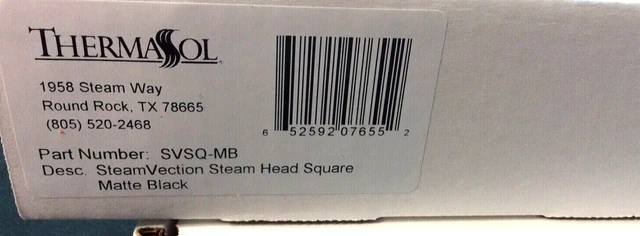 THERMASOL
1958 Steam Way
Round Rock, TX 78665
(805) 520-2468
6 52592 07655 2
Part Number: SVSQ-MB
Desc. SteamVection Steam Head Square
Matte Black